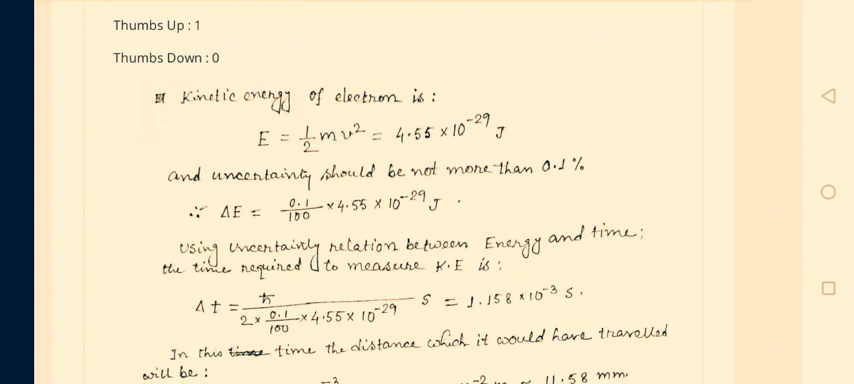 Thumbs Up : 1
Thumbs Down : 0
Kinetic energy of electron is :
E = 1/2 mv² = 4.55 × 10⁻²⁹ J
and uncertainty should be not more than 0.1 %
∴ ΔE = 0.1/100 × 4.55 × 10⁻²⁹ J .
Using Uncertainty relation between Energy and time;
the time required to measure K.E is :
Δt = ħ / (2 × 0.1/100 × 4.55 × 10⁻²⁹) s = 1.158 × 10⁻³ s.
In this time the distance which it would have travelled
will be :
11.58 mm.